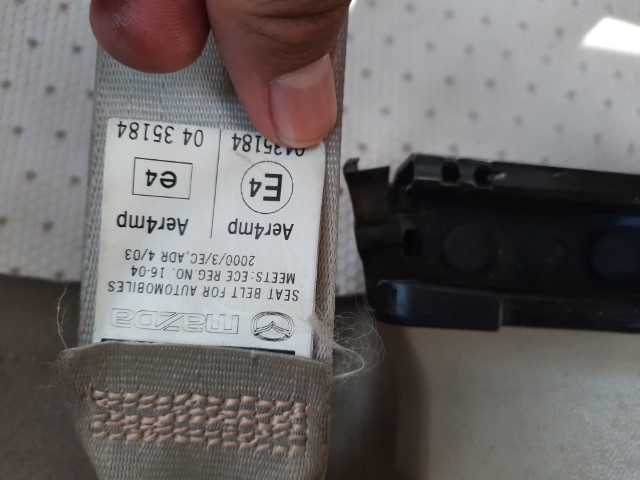 mazda
SEAT BELT FOR AUTOMOBILES
MEETS:ECE REG.NO. 16-04
2000/3/EC,ADR 4/03
Aer4mp Aer4mp
E4 e4
0435184 04 35184